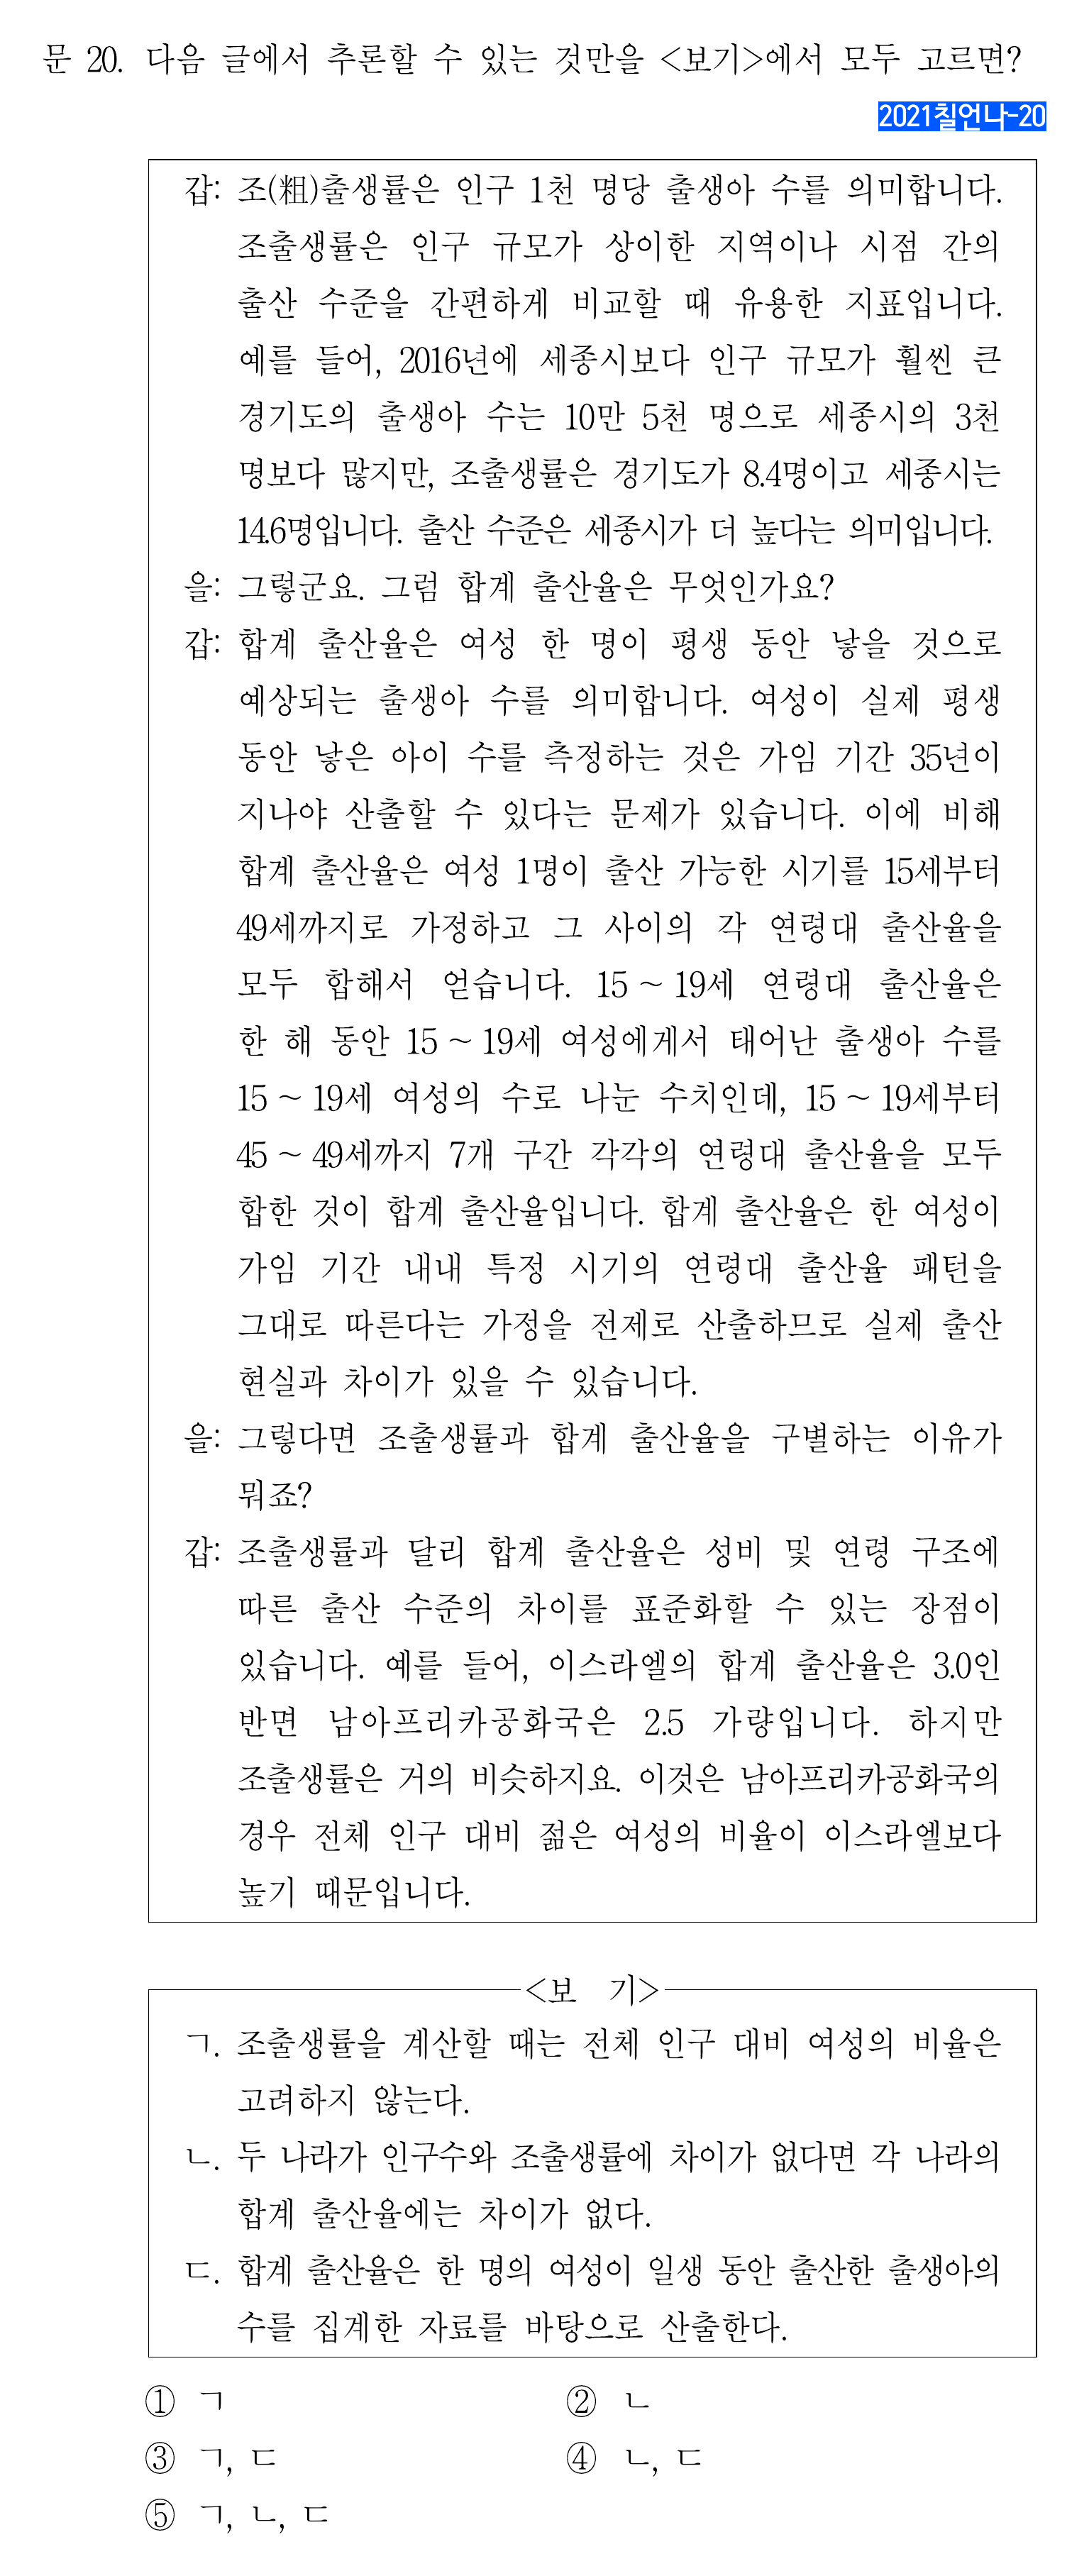 문 20. 다음 글에서 추론할 수 있는 것만을 <보기>에서 모두 고르면?
2021칠언나-20
갑: 조(粗)출생률은 인구 1천 명당 출생아 수를 의미합니다.
조출생률은 인구 규모가 상이한 지역이나 시점 간의
출산 수준을 간편하게 비교할 때 유용한 지표입니다.
예를 들어, 2016년에 세종시보다 인구 규모가 훨씬 큰
경기도의 출생아 수는 10만 5천 명으로 세종시의 3천
명보다 많지만, 조출생률은 경기도가 8.4명이고 세종시는
14.6명입니다. 출산 수준은 세종시가 더 높다는 의미입니다.
을: 그렇군요. 그럼 합계 출산율은 무엇인가요?
갑: 합계 출산율은 여성 한 명이 평생 동안 낳을 것으로
예상되는 출생아 수를 의미합니다. 여성이 실제 평생
동안 낳은 아이 수를 측정하는 것은 가임 기간 35년이
지나야 산출할 수 있다는 문제가 있습니다. 이에 비해
합계 출산율은 여성 1명이 출산 가능한 시기를 15세부터
49세까지로 가정하고 그 사이의 각 연령대 출산율을
모두 합해서 얻습니다. 15 ~ 19세 연령대 출산율은
한 해 동안 15 ~ 19세 여성에게서 태어난 출생아 수를
15 ~ 19세 여성의 수로 나눈 수치인데, 15 ~ 19세부터
45 ~ 49세까지 7개 구간 각각의 연령대 출산율을 모두
합한 것이 합계 출산율입니다. 합계 출산율은 한 여성이
가임 기간 내내 특정 시기의 연령대 출산율 패턴을
그대로 따른다는 가정을 전제로 산출하므로 실제 출산
현실과 차이가 있을 수 있습니다.
을: 그렇다면 조출생률과 합계 출산율을 구별하는 이유가
뭐죠?
갑: 조출생률과 달리 합계 출산율은 성비 및 연령 구조에
따른 출산 수준의 차이를 표준화할 수 있는 장점이
있습니다. 예를 들어, 이스라엘의 합계 출산율은 3.0인
반면 남아프리카공화국은 2.5 가량입니다. 하지만
조출생률은 거의 비슷하지요. 이것은 남아프리카공화국의
경우 전체 인구 대비 젊은 여성의 비율이 이스라엘보다
높기 때문입니다.
<보 기>
ㄱ. 조출생률을 계산할 때는 전체 인구 대비 여성의 비율은
고려하지 않는다.
ㄴ. 두 나라가 인구수와 조출생률에 차이가 없다면 각 나라의
합계 출산율에는 차이가 없다.
ㄷ. 합계 출산율은 한 명의 여성이 일생 동안 출산한 출생아의
수를 집계한 자료를 바탕으로 산출한다.
① ㄱ ② ㄴ
③ ㄱ, ㄷ ④ ㄴ, ㄷ
⑤ ㄱ, ㄴ, ㄷ